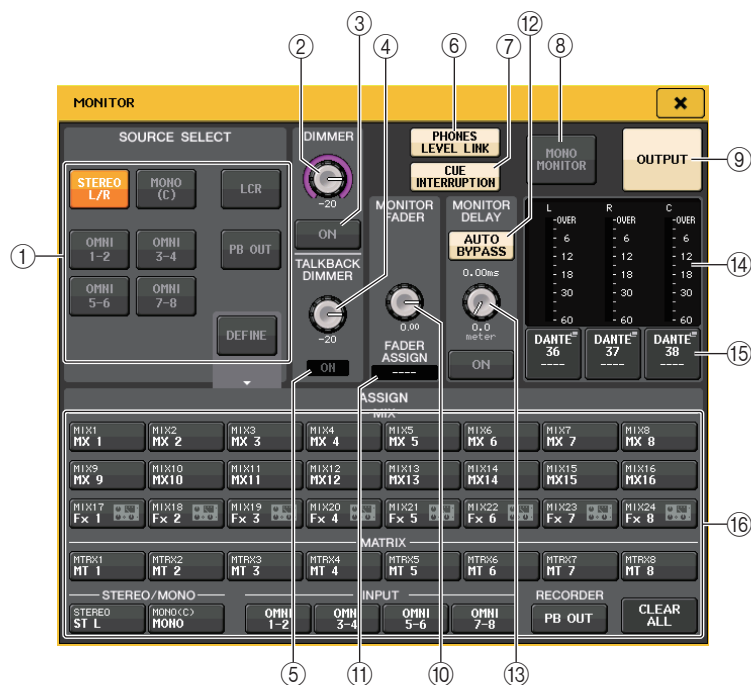 ② ③ ④ ⑥ ⑦ ⑫ ⑧
MONITOR
SOURCE SELECT
STEREO L/R
MONO (C)
LCR
OMNI 1-2
OMNI 3-4
PB OUT
OMNI 5-6
OMNI 7-8
DEFINE
①
DIMMER
-20
ON
TALKBACK DIMMER
-20
ON
PHONES LEVEL LINK
CUE INTERRUPTION
MONITOR FADER
0.00
FADER ASSIGN
----
MONITOR DELAY
AUTO BYPASS
0.00ms
0.0
meter
ON
MONO MONITOR
OUTPUT
⑨
L R C
-OVER -OVER -OVER
- 6 - 6 - 6
- 12 - 12 - 12
- 18 - 18 - 18
- 30 - 30 - 30
- 60 - 60 - 60
⑭
DANTE 36 ----
DANTE 37 ----
DANTE 38 ----
⑮
ASSIGN
MIX
MIX1 MIX2 MIX3 MIX4 MIX5 MIX6 MIX7 MIX8
MX 1 MX 2 MX 3 MX 4 MX 5 MX 6 MX 7 MX 8
MIX9 MIX10 MIX11 MIX12 MIX13 MIX14 MIX15 MIX16
MX 9 MX10 MX11 MX12 MX13 MX14 MX15 MX16
MIX17 MIX18 MIX19 MIX20 MIX21 MIX22 MIX23 MIX24
Fx 1 Fx 2 Fx 3 Fx 4 Fx 5 Fx 6 Fx 7 Fx 8
⑯
MATRIX
MTRX1 MTRX2 MTRX3 MTRX4 MTRX5 MTRX6 MTRX7 MTRX8
MT 1 MT 2 MT 3 MT 4 MT 5 MT 6 MT 7 MT 8
STEREO/MONO INPUT RECORDER
STEREO ST L
MONO(C) MONO
OMNI 1-2
OMNI 3-4
OMNI 5-6
OMNI 7-8
PB OUT
CLEAR ALL
⑤ ⑪ ⑩ ⑬